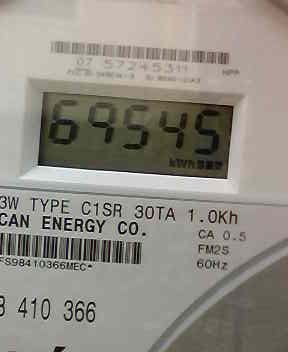 07 57245311
69545
kWh
3W TYPE C1SR 30TA 1.0Kh
CAN ENERGY CO.
CA 0.5
FM2S
FS98410366MEC*
60Hz
8 410 366